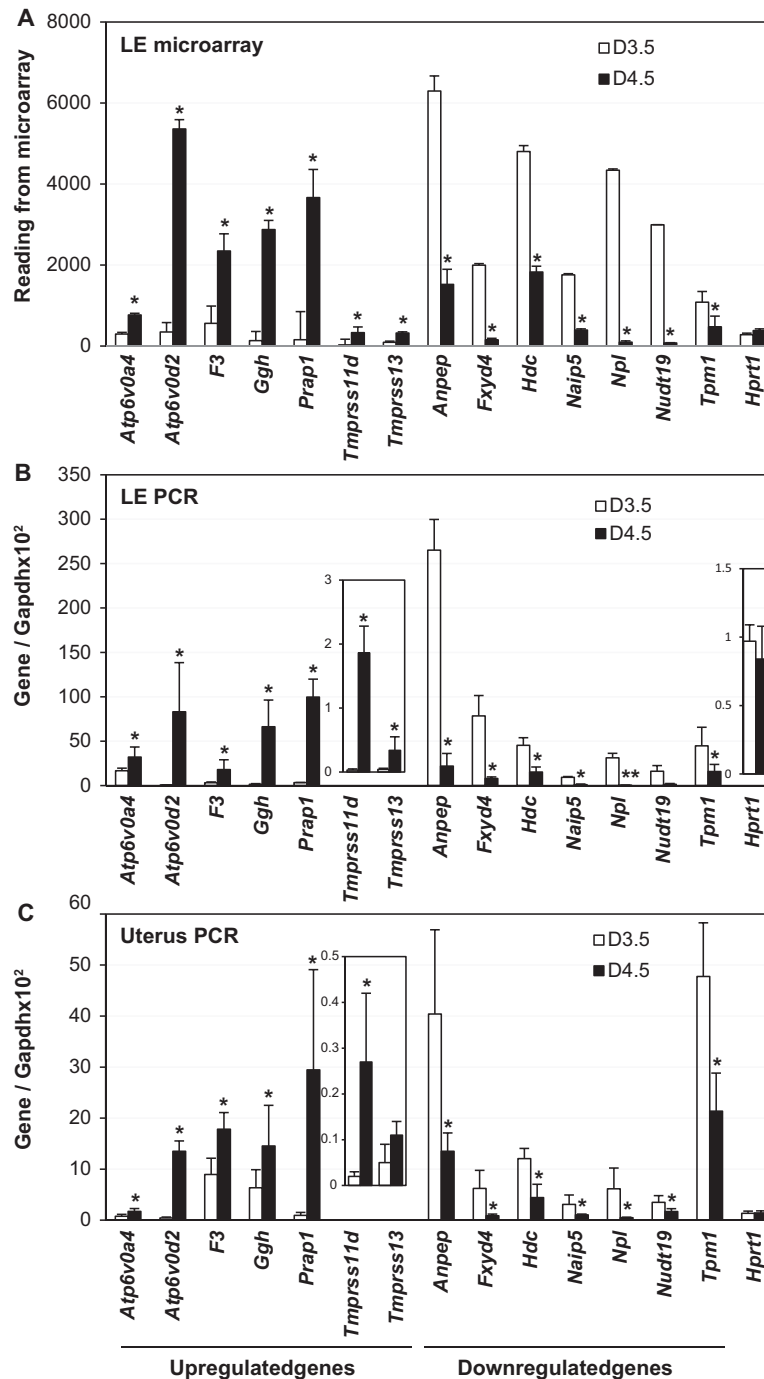 A
8000
6000
4000
2000
0
Reading from microarray
LE microarray
D3.5
D4.5
* * * * * * * * * * * * * *
Atp6v0a4 Atp6v0d2 F3 Ggh Prap1 Tmprss11d Tmprss13 Anpep Fxyd4 Hdc Naip5 Npl Nudt19 Tpm1 Hprt1
B
350
300
250
200
150
100
50
0
Gene / Gapdhx10²
LE PCR
D3.5
D4.5
3
2
1
0
1.5
1
0.5
0
* * * * * * * * * * * ** *
Atp6v0a4 Atp6v0d2 F3 Ggh Prap1 Tmprss11d Tmprss13 Anpep Fxyd4 Hdc Naip5 Npl Nudt19 Tpm1 Hprt1
C
60
50
40
30
20
10
0
Gene / Gapdhx10²
Uterus PCR
D3.5
D4.5
0.5
0.4
0.3
0.2
0.1
0
* * * * * * * * * * * * *
Atp6v0a4 Atp6v0d2 F3 Ggh Prap1 Tmprss11d Tmprss13 Anpep Fxyd4 Hdc Naip5 Npl Nudt19 Tpm1 Hprt1
Upregulatedgenes
Downregulatedgenes